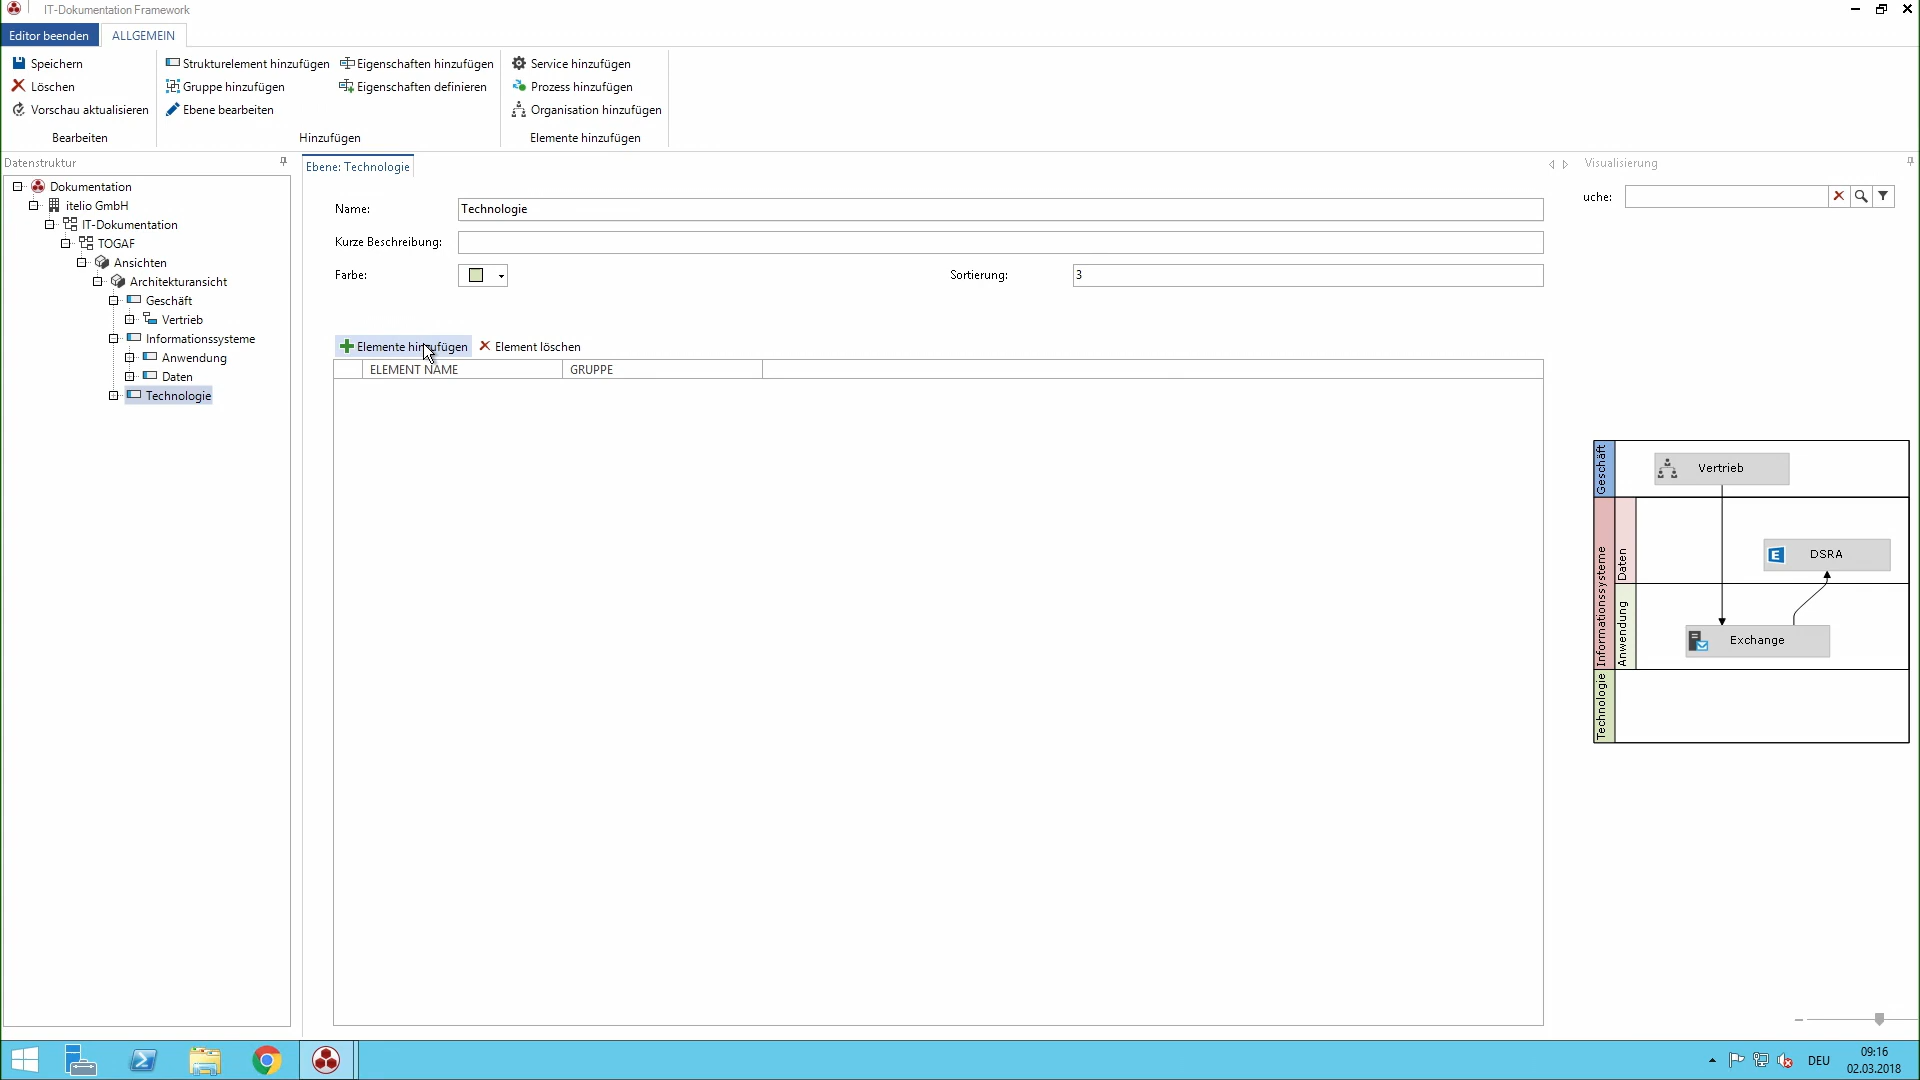 IT-Dokumentation Framework
Editor beenden
ALLGEMEIN
Speichern
Löschen
Vorschau aktualisieren
Bearbeiten
Strukturelement hinzufügen
Gruppe hinzufügen
Ebene bearbeiten
Eigenschaften hinzufügen
Eigenschaften definieren
Hinzufügen
Service hinzufügen
Prozess hinzufügen
Organisation hinzufügen
Elemente hinzufügen
Datenstruktur
Dokumentation
itelio GmbH
IT-Dokumentation
TOGAF
Ansichten
Architekturansicht
Geschäft
Vertrieb
Informationssysteme
Anwendung
Daten
Technologie
Ebene: Technologie
Name: Technologie
Kurze Beschreibung:
Farbe:
Sortierung: 3
Elemente hinzufügen
Element löschen
ELEMENT NAME
GRUPPE
Visualisierung
uche:
Geschäft
Vertrieb
Informationssysteme
Daten
DSRA
Anwendung
Exchange
Technologie
DEU
09:16
02.03.2018